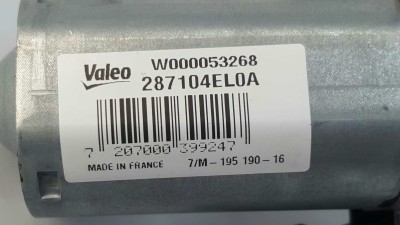 Valeo W000053268
287104EL0A
7 207000 399247
MADE IN FRANCE 7/M-195 190-16